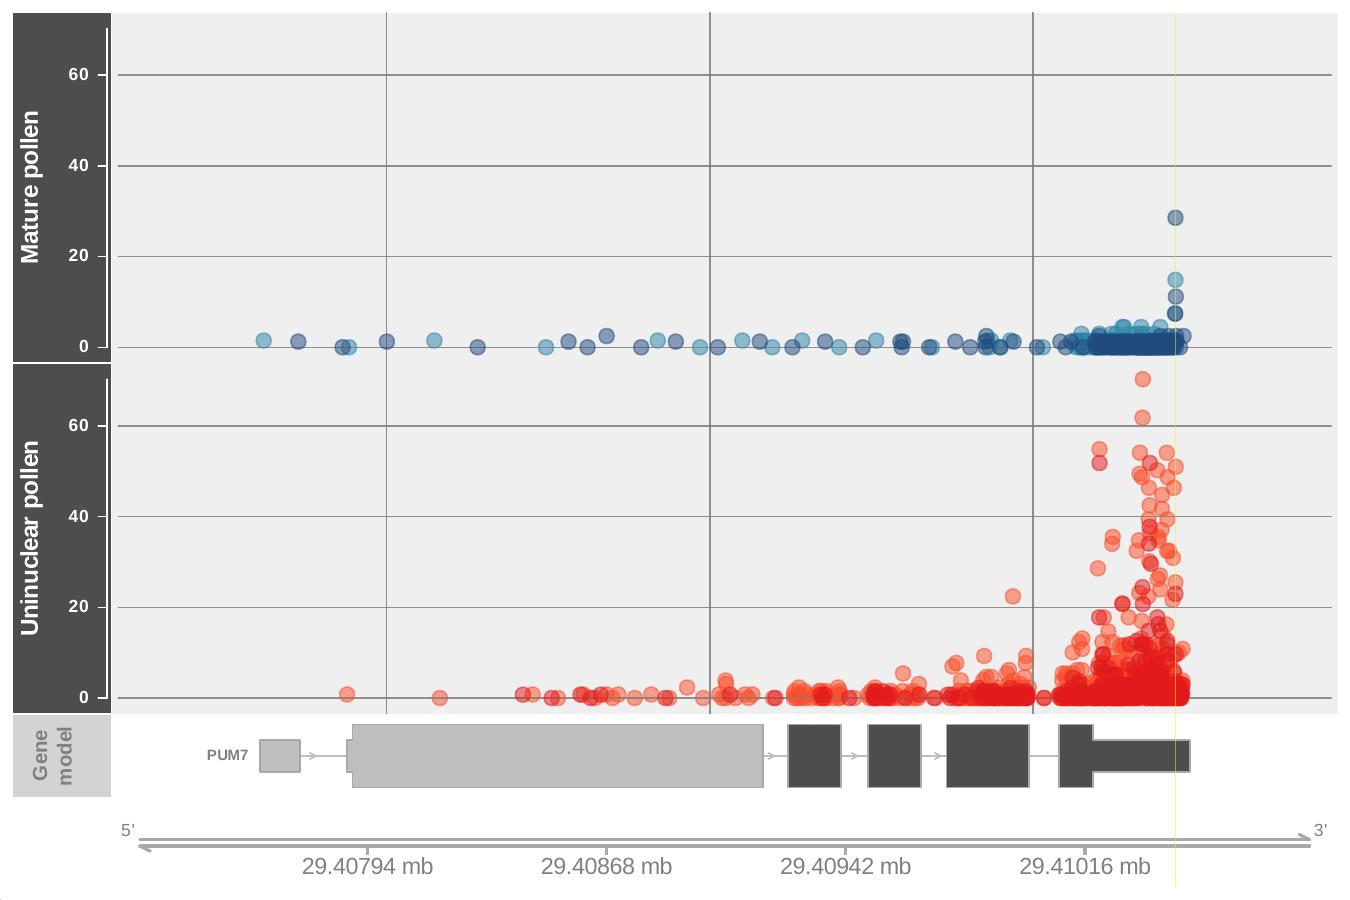 Mature pollen
60
40
20
0
Uninuclear pollen
60
40
20
0
Gene
model
PUM7
5'
3'
29.40794 mb
29.40868 mb
29.40942 mb
29.41016 mb